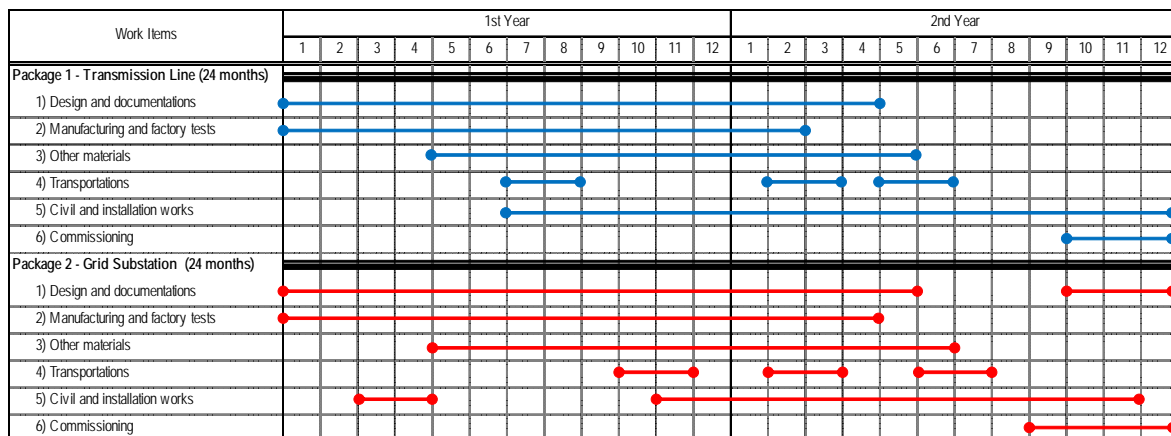 Work Items
1st Year
2nd Year
1 2 3 4 5 6 7 8 9 10 11 12 1 2 3 4 5 6 7 8 9 10 11 12
Package 1 - Transmission Line (24 months)
1) Design and documentations
2) Manufacturing and factory tests
3) Other materials
4) Transportations
5) Civil and installation works
6) Commissioning
Package 2 - Grid Substation (24 months)
1) Design and documentations
2) Manufacturing and factory tests
3) Other materials
4) Transportations
5) Civil and installation works
6) Commissioning